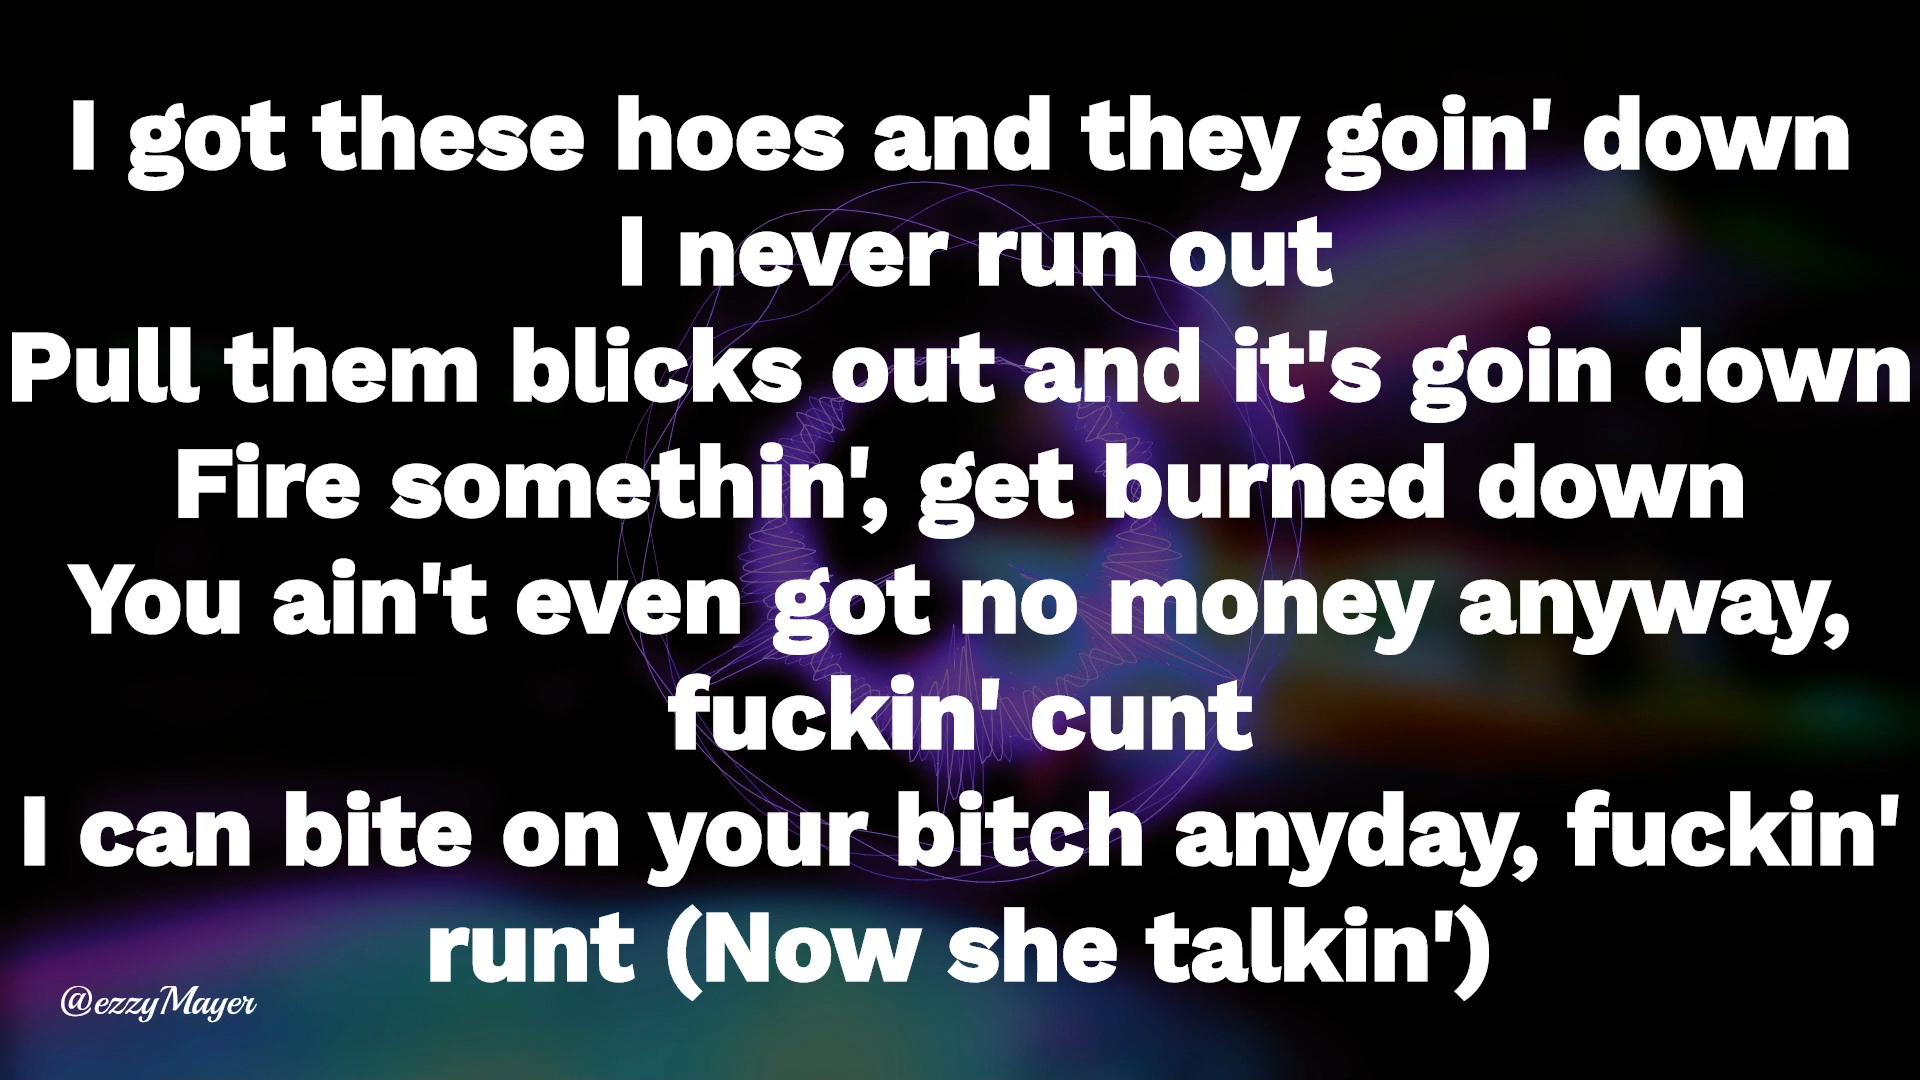 I got these hoes and they goin' down
I never run out
Pull them blicks out and it's goin down
Fire somethin', get burned down
You ain't even got no money anyway,
fuckin' cunt
I can bite on your bitch anyday, fuckin'
runt (Now she talkin')
@ezzyMayer